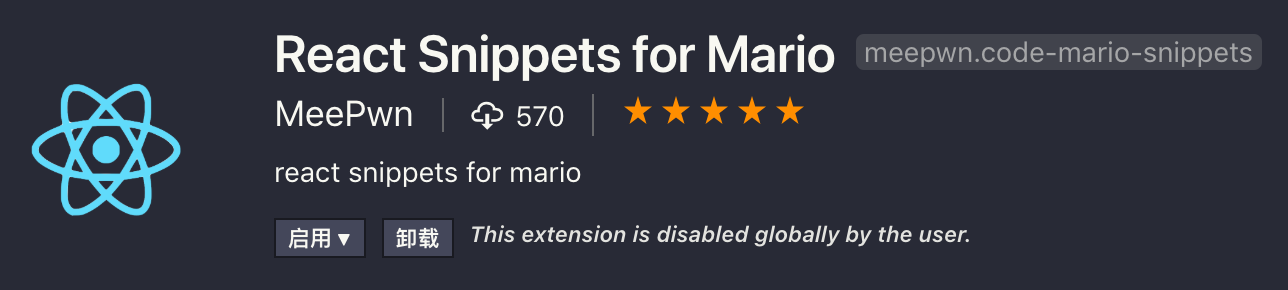 React Snippets for Mario meepwn.code-mario-snippets
MeePwn 570
react snippets for mario
启用 卸载 This extension is disabled globally by the user.